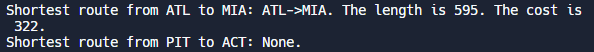 Shortest route from ATL to MIA: ATL->MIA. The length is 595. The cost is
 322.
Shortest route from PIT to ACT: None.